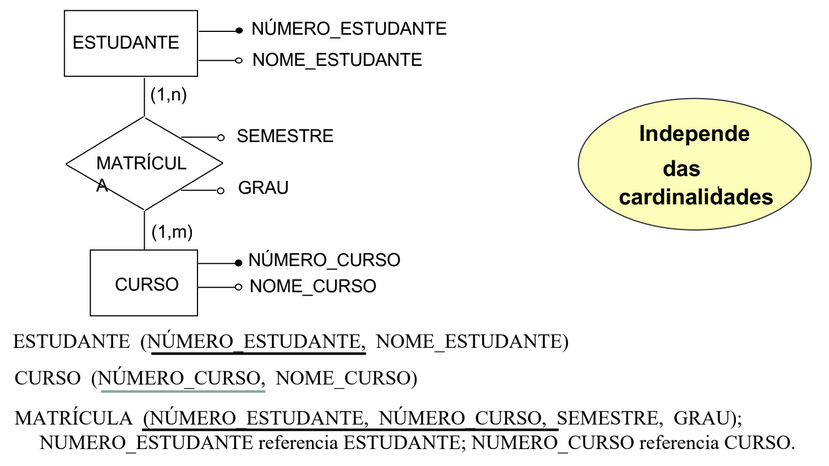 ESTUDANTE
NÚMERO_ESTUDANTE
NOME_ESTUDANTE
(1,n)
SEMESTRE
MATRÍCUL
A
GRAU
(1,m)
CURSO
NÚMERO_CURSO
NOME_CURSO
Independe
das
cardinalidades
ESTUDANTE (NÚMERO_ESTUDANTE, NOME_ESTUDANTE)
CURSO (NÚMERO_CURSO, NOME_CURSO)
MATRÍCULA (NÚMERO_ESTUDANTE, NÚMERO_CURSO, SEMESTRE, GRAU);
NUMERO_ESTUDANTE referencia ESTUDANTE; NUMERO_CURSO referencia CURSO.